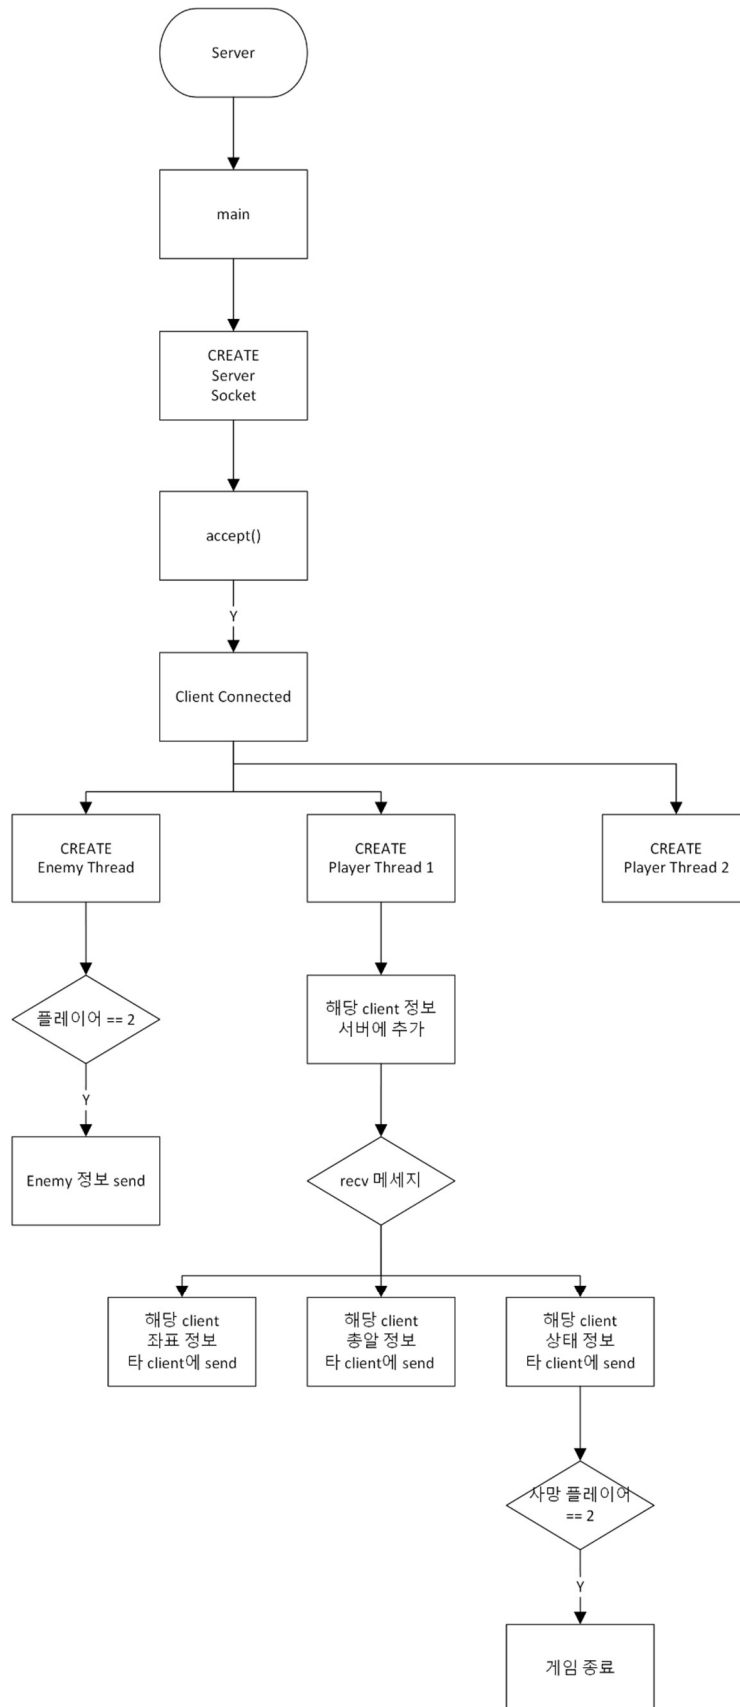 Server
main
CREATE
Server
Socket
accept()
Y
Client Connected
CREATE
Enemy Thread
CREATE
Player Thread 1
CREATE
Player Thread 2
플레이어 == 2
해당 client 정보
서버에 추가
Y
Enemy 정보 send
recv 메세지
해당 client
좌표 정보
타 client에 send
해당 client
총알 정보
타 client에 send
해당 client
상태 정보
타 client에 send
사망 플레이어
== 2
Y
게임 종료